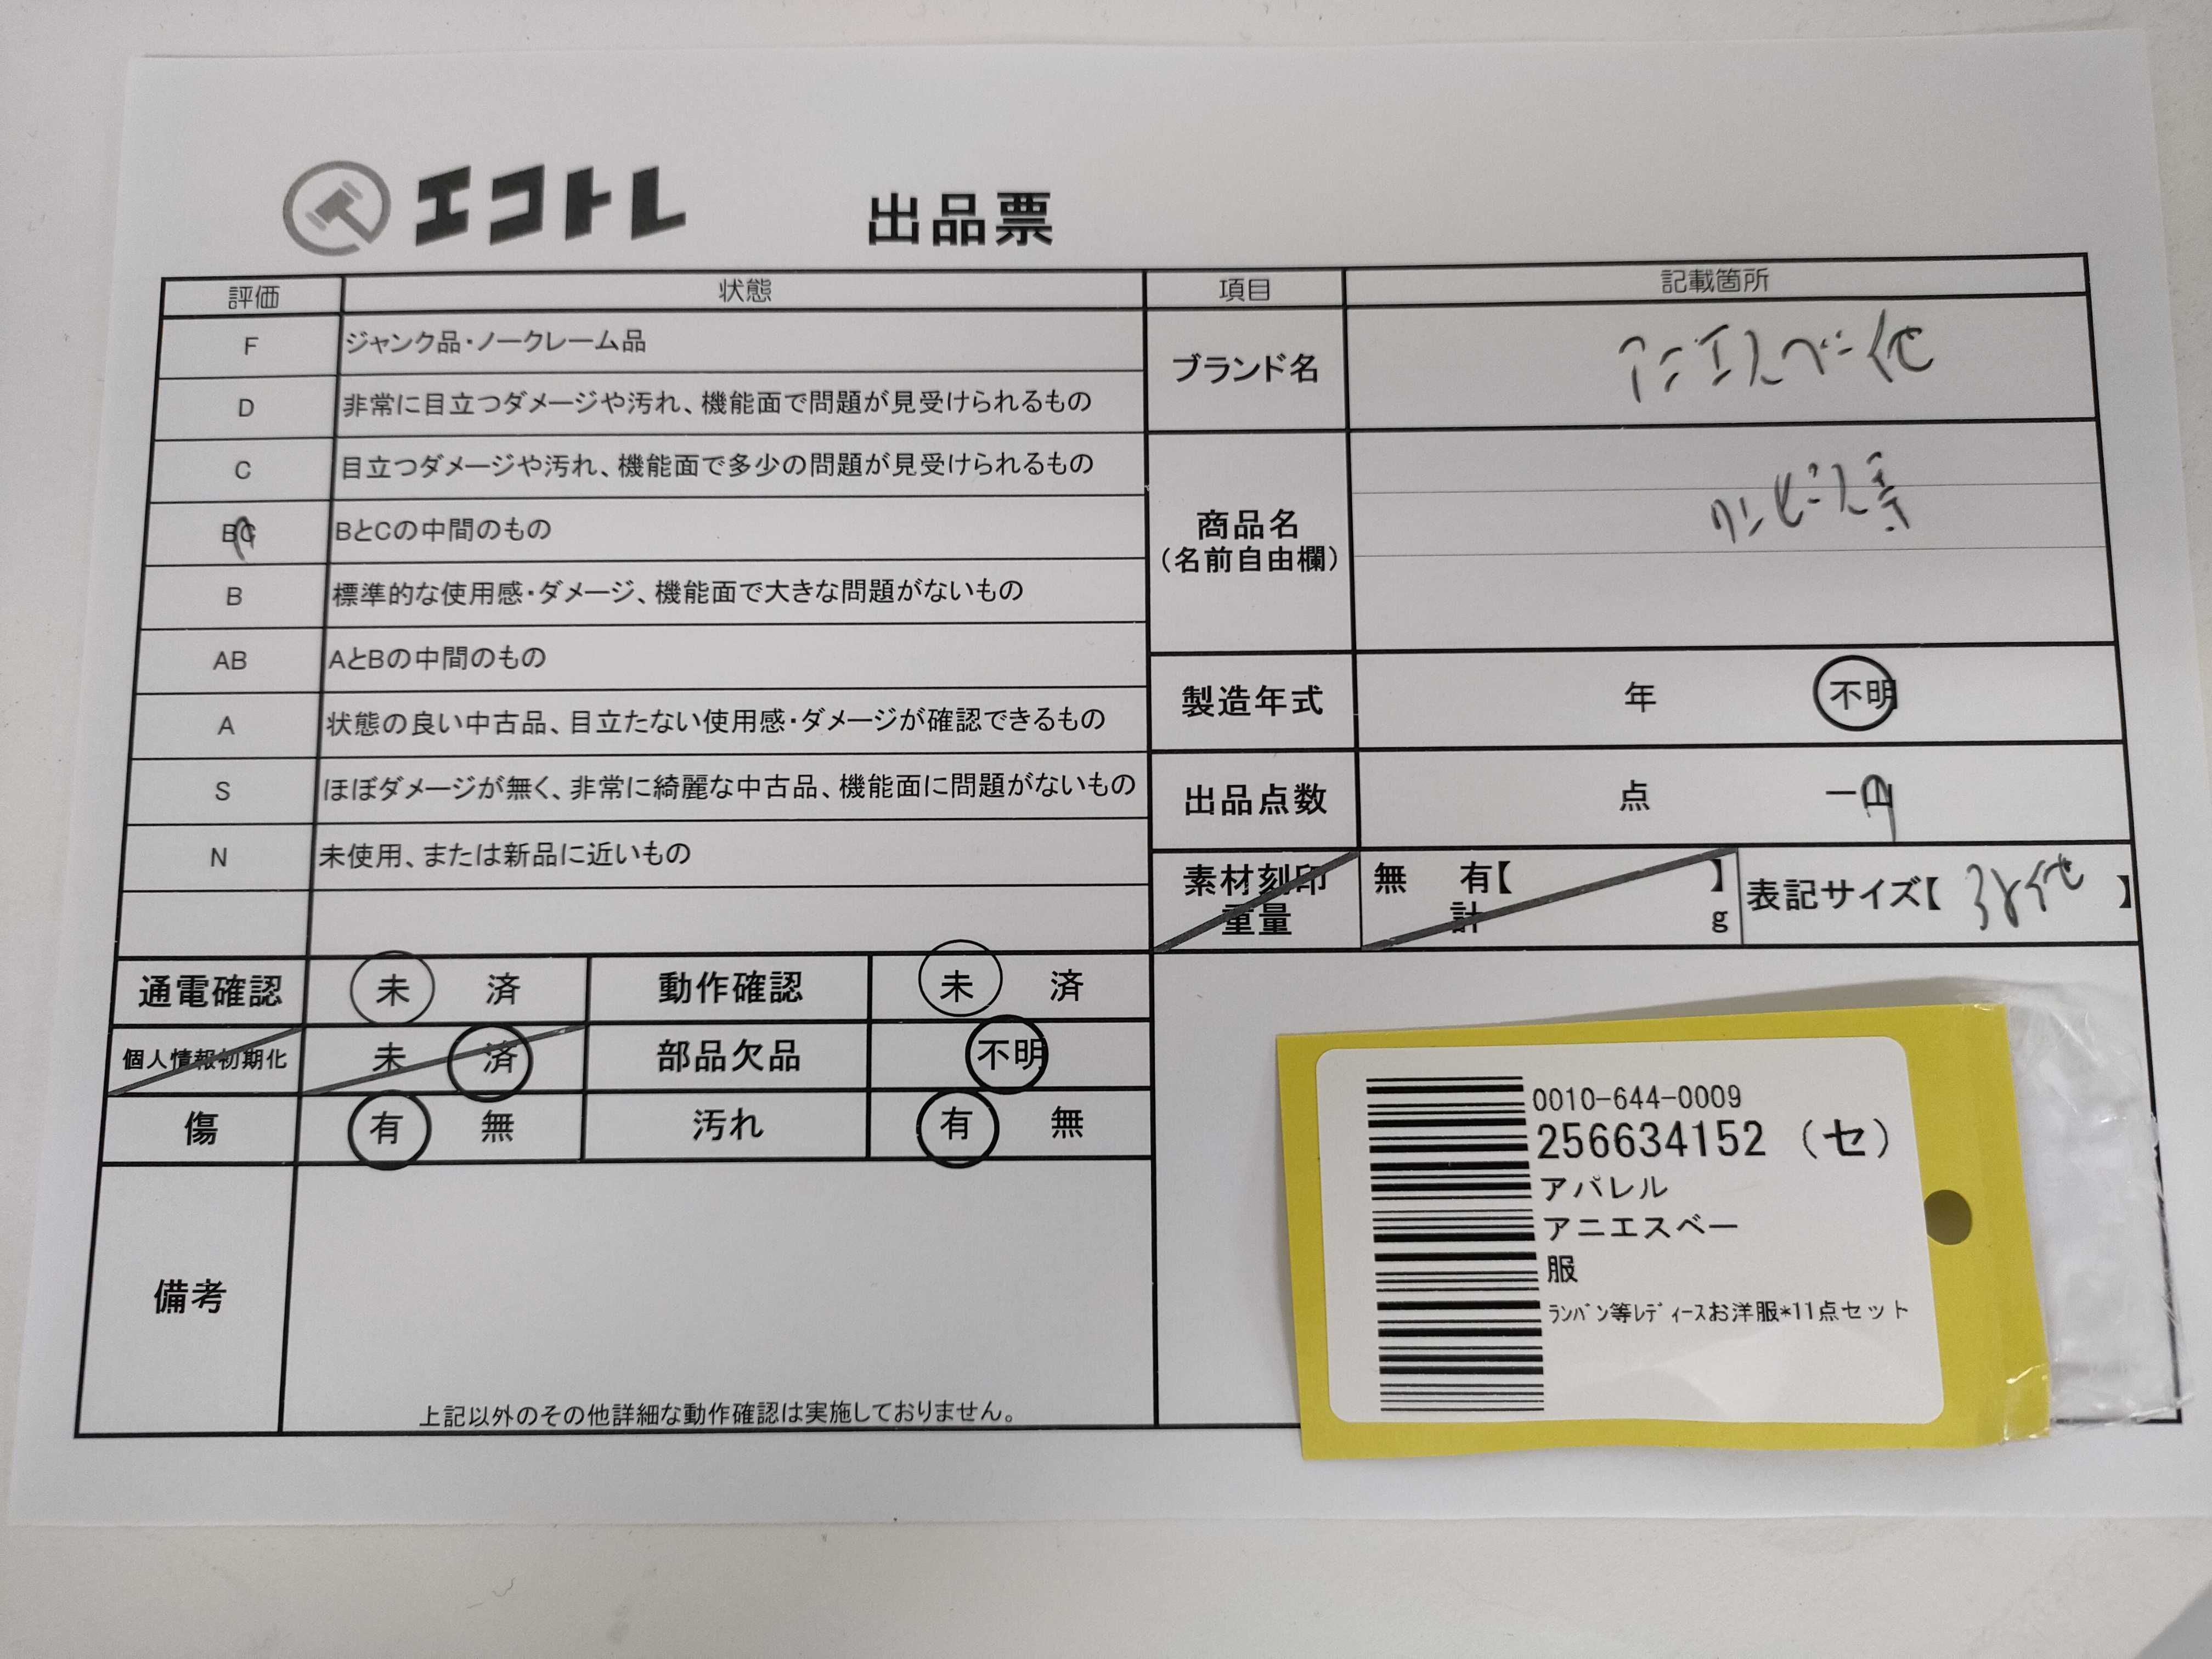 エコトレ 出品票
評価 状態 項目 記載箇所
F ジャンク品・ノークレーム品
D 非常に目立つダメージや汚れ、機能面で問題が見受けられるもの
C 目立つダメージや汚れ、機能面で多少の問題が見受けられるもの
BC BとCの中間のもの
B 標準的な使用感・ダメージ、機能面で大きな問題がないもの
AB AとBの中間のもの
A 状態の良い中古品、目立たない使用感・ダメージが確認できるもの
S ほぼダメージが無く、非常に綺麗な中古品、機能面に問題がないもの
N 未使用、または新品に近いもの
ブランド名 アニエスベー他
商品名
(名前自由欄)
ワンピース等
製造年式 年 不明
出品点数 点 一山
素材刻印
重量
無 有【 】
計 g
表記サイズ【 38他 】
通電確認 未 済 動作確認 未 済
個人情報初期化 未 済 部品欠品 不明
傷 有 無 汚れ 有 無
備考
上記以外のその他詳細な動作確認は実施しておりません。
0010-644-0009
256634152 (セ)
アパレル
アニエスベー
服
ﾗﾝﾊﾞﾝ等ﾚﾃﾞｨｰｽお洋服*11点セット